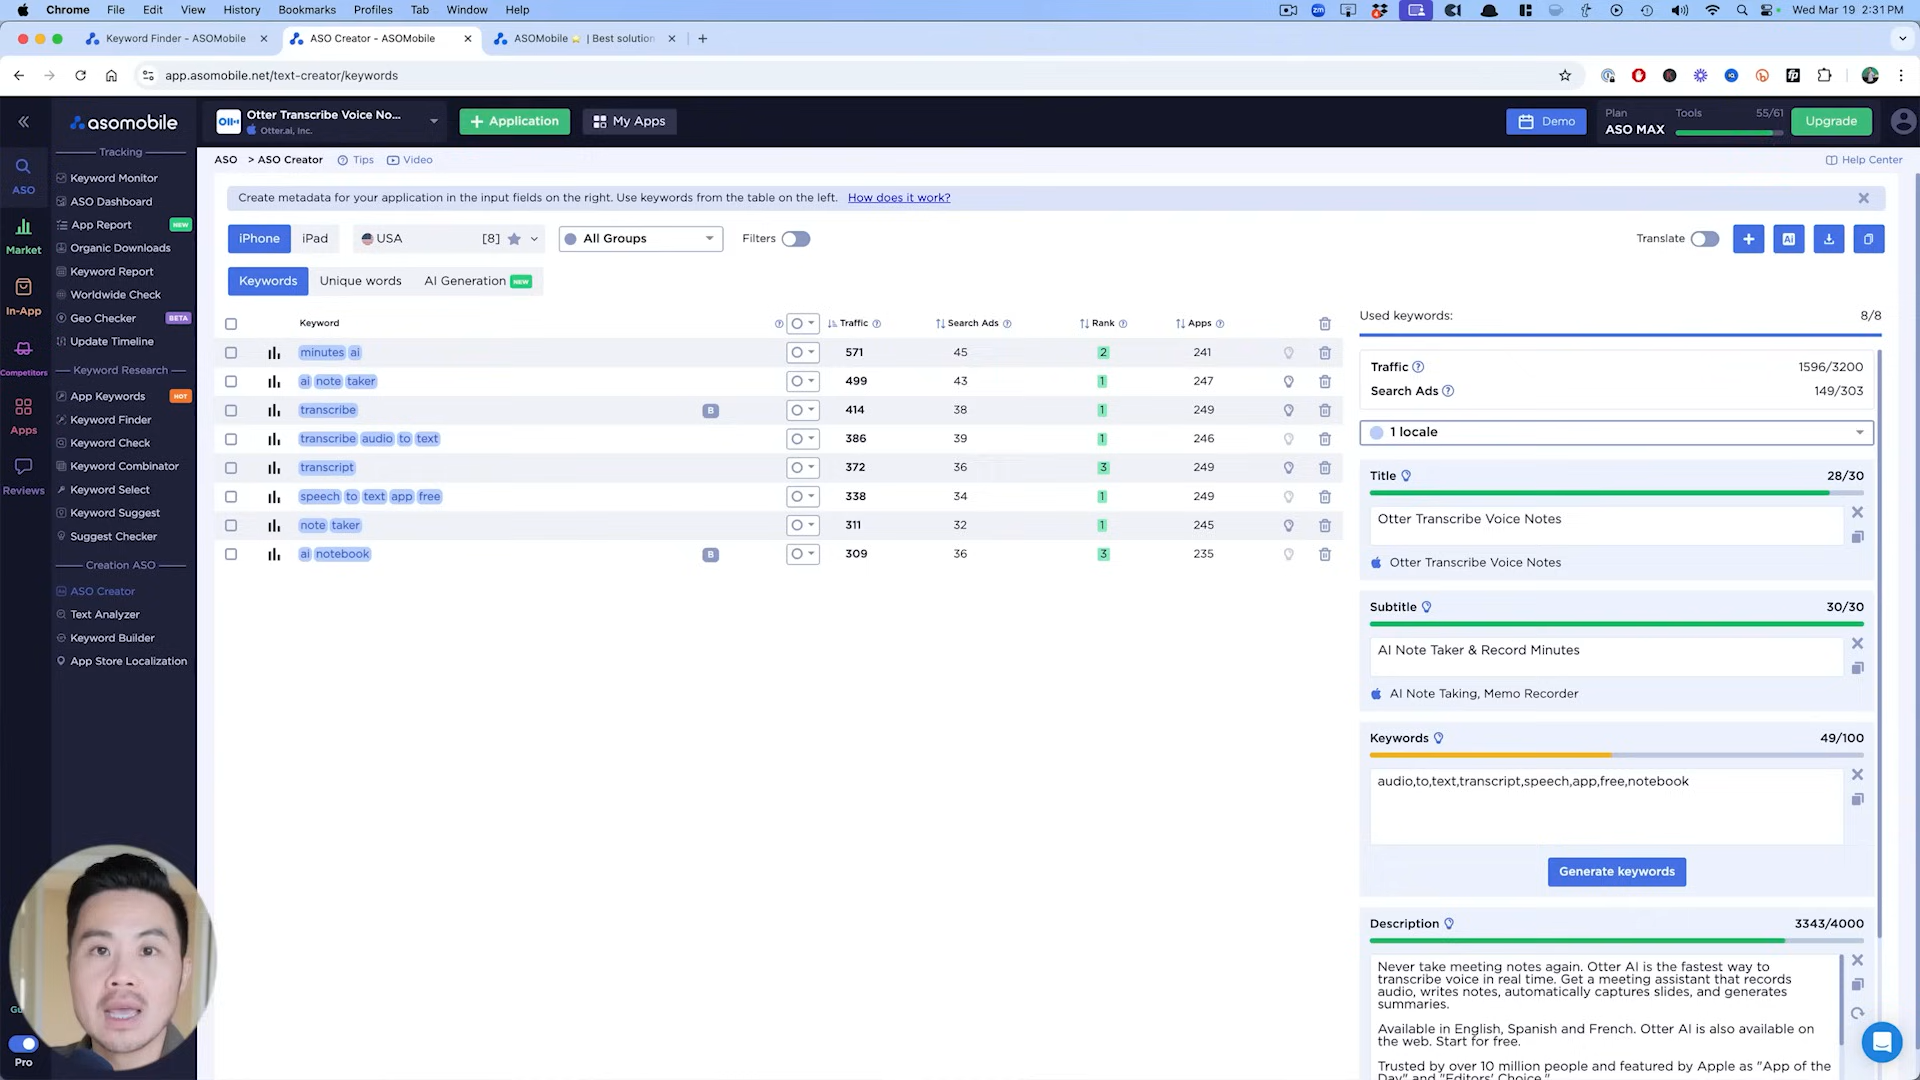 Chrome File Edit View History Bookmarks Profiles Tab Window Help
Wed Mar 19 2:31 PM
Keyword Finder - ASOMobile
ASO Creator - ASOMobile
ASOMobile | Best solution
app.asomobile.net/text-creator/keywords
asomobile
Otter Transcribe Voice No...
Otter.ai, Inc.
Application
My Apps
Demo
Plan
ASO MAX
Tools 55/61
Upgrade
ASO
Market
In-App
Competitors
Apps
Reviews
Pro
Tracking
Keyword Monitor
ASO Dashboard
App Report NEW
Organic Downloads
Keyword Report
Worldwide Check
Geo Checker BETA
Update Timeline
Keyword Research
App Keywords HOT
Keyword Finder
Keyword Check
Keyword Combinator
Keyword Select
Keyword Suggest
Suggest Checker
Creation ASO
ASO Creator
Text Analyzer
Keyword Builder
App Store Localization
ASO > ASO Creator Tips Video
Help Center
Create metadata for your application in the input fields on the right. Use keywords from the table on the left. How does it work?
iPhone iPad USA [8] All Groups Filters
Translate
AI
Keywords Unique words AI Generation NEW
Keyword Traffic Search Ads Rank Apps
minutes ai 571 45 2 241
ai note taker 499 43 1 247
transcribe B 414 38 1 249
transcribe audio to text 386 39 1 246
transcript 372 36 3 249
speech to text app free 338 34 1 249
note taker 311 32 1 245
ai notebook B 309 36 3 235
Used keywords: 8/8
Traffic 1596/3200
Search Ads 149/303
1 locale
Title 28/30
Otter Transcribe Voice Notes
Otter Transcribe Voice Notes
Subtitle 30/30
AI Note Taker & Record Minutes
AI Note Taking, Memo Recorder
Keywords 49/100
audio,to,text,transcript,speech,app,free,notebook
Generate keywords
Description 3343/4000
Never take meeting notes again. Otter AI is the fastest way to
transcribe voice in real time. Get a meeting assistant that records
audio, writes notes, automatically captures slides, and generates
summaries.
Available in English, Spanish and French. Otter AI is also available on
the web. Start for free.
Trusted by over 10 million people and featured by Apple as "App of the
Day" and "Editors' Choice."